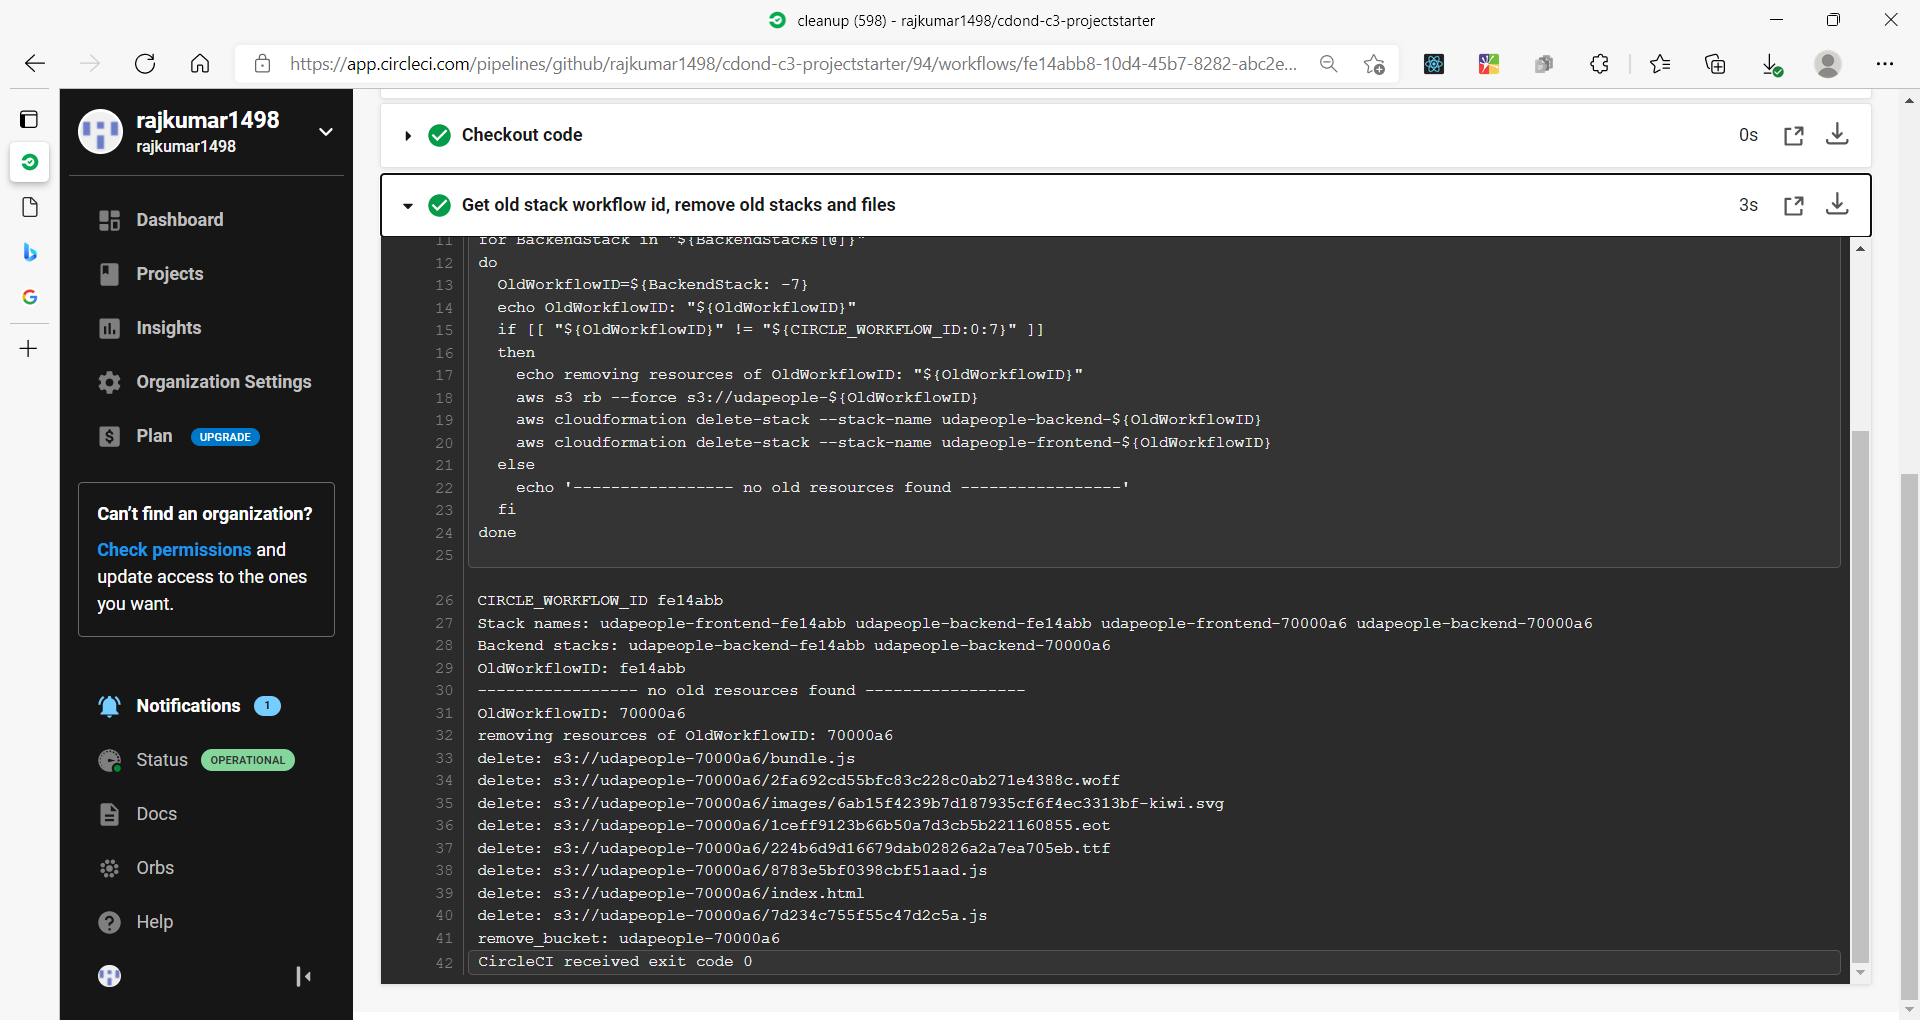 cleanup (598) - rajkumar1498/cdond-c3-projectstarter
https://app.circleci.com/pipelines/github/rajkumar1498/cdond-c3-projectstarter/94/workflows/fe14abb8-10d4-45b7-8282-abc2e...
rajkumar1498
rajkumar1498
Dashboard
Projects
Insights
Organization Settings
Plan UPGRADE
Can't find an organization?
Check permissions and
update access to the ones
you want.
Notifications 1
Status OPERATIONAL
Docs
Orbs
Help
Checkout code 0s
Get old stack workflow id, remove old stacks and files 3s
11 for BackendStack in "${BackendStacks[@]}"
12 do
13 OldWorkflowID=${BackendStack: -7}
14 echo OldWorkflowID: "${OldWorkflowID}"
15 if [[ "${OldWorkflowID}" != "${CIRCLE_WORKFLOW_ID:0:7}" ]]
16 then
17 echo removing resources of OldWorkflowID: "${OldWorkflowID}"
18 aws s3 rb --force s3://udapeople-${OldWorkflowID}
19 aws cloudformation delete-stack --stack-name udapeople-backend-${OldWorkflowID}
20 aws cloudformation delete-stack --stack-name udapeople-frontend-${OldWorkflowID}
21 else
22 echo '----------------- no old resources found -----------------'
23 fi
24 done
25
26 CIRCLE_WORKFLOW_ID fe14abb
27 Stack names: udapeople-frontend-fe14abb udapeople-backend-fe14abb udapeople-frontend-70000a6 udapeople-backend-70000a6
28 Backend stacks: udapeople-backend-fe14abb udapeople-backend-70000a6
29 OldWorkflowID: fe14abb
30 ----------------- no old resources found -----------------
31 OldWorkflowID: 70000a6
32 removing resources of OldWorkflowID: 70000a6
33 delete: s3://udapeople-70000a6/bundle.js
34 delete: s3://udapeople-70000a6/2fa692cd55bfc83c228c0ab271e4388c.woff
35 delete: s3://udapeople-70000a6/images/6ab15f4239b7d187935cf6f4ec3313bf-kiwi.svg
36 delete: s3://udapeople-70000a6/1ceff9123b66b50a7d3cb5b221160855.eot
37 delete: s3://udapeople-70000a6/224b6d9d16679dab02826a2a7ea705eb.ttf
38 delete: s3://udapeople-70000a6/8783e5bf0398cbf51aad.js
39 delete: s3://udapeople-70000a6/index.html
40 delete: s3://udapeople-70000a6/7d234c755f55c47d2c5a.js
41 remove_bucket: udapeople-70000a6
42 CircleCI received exit code 0